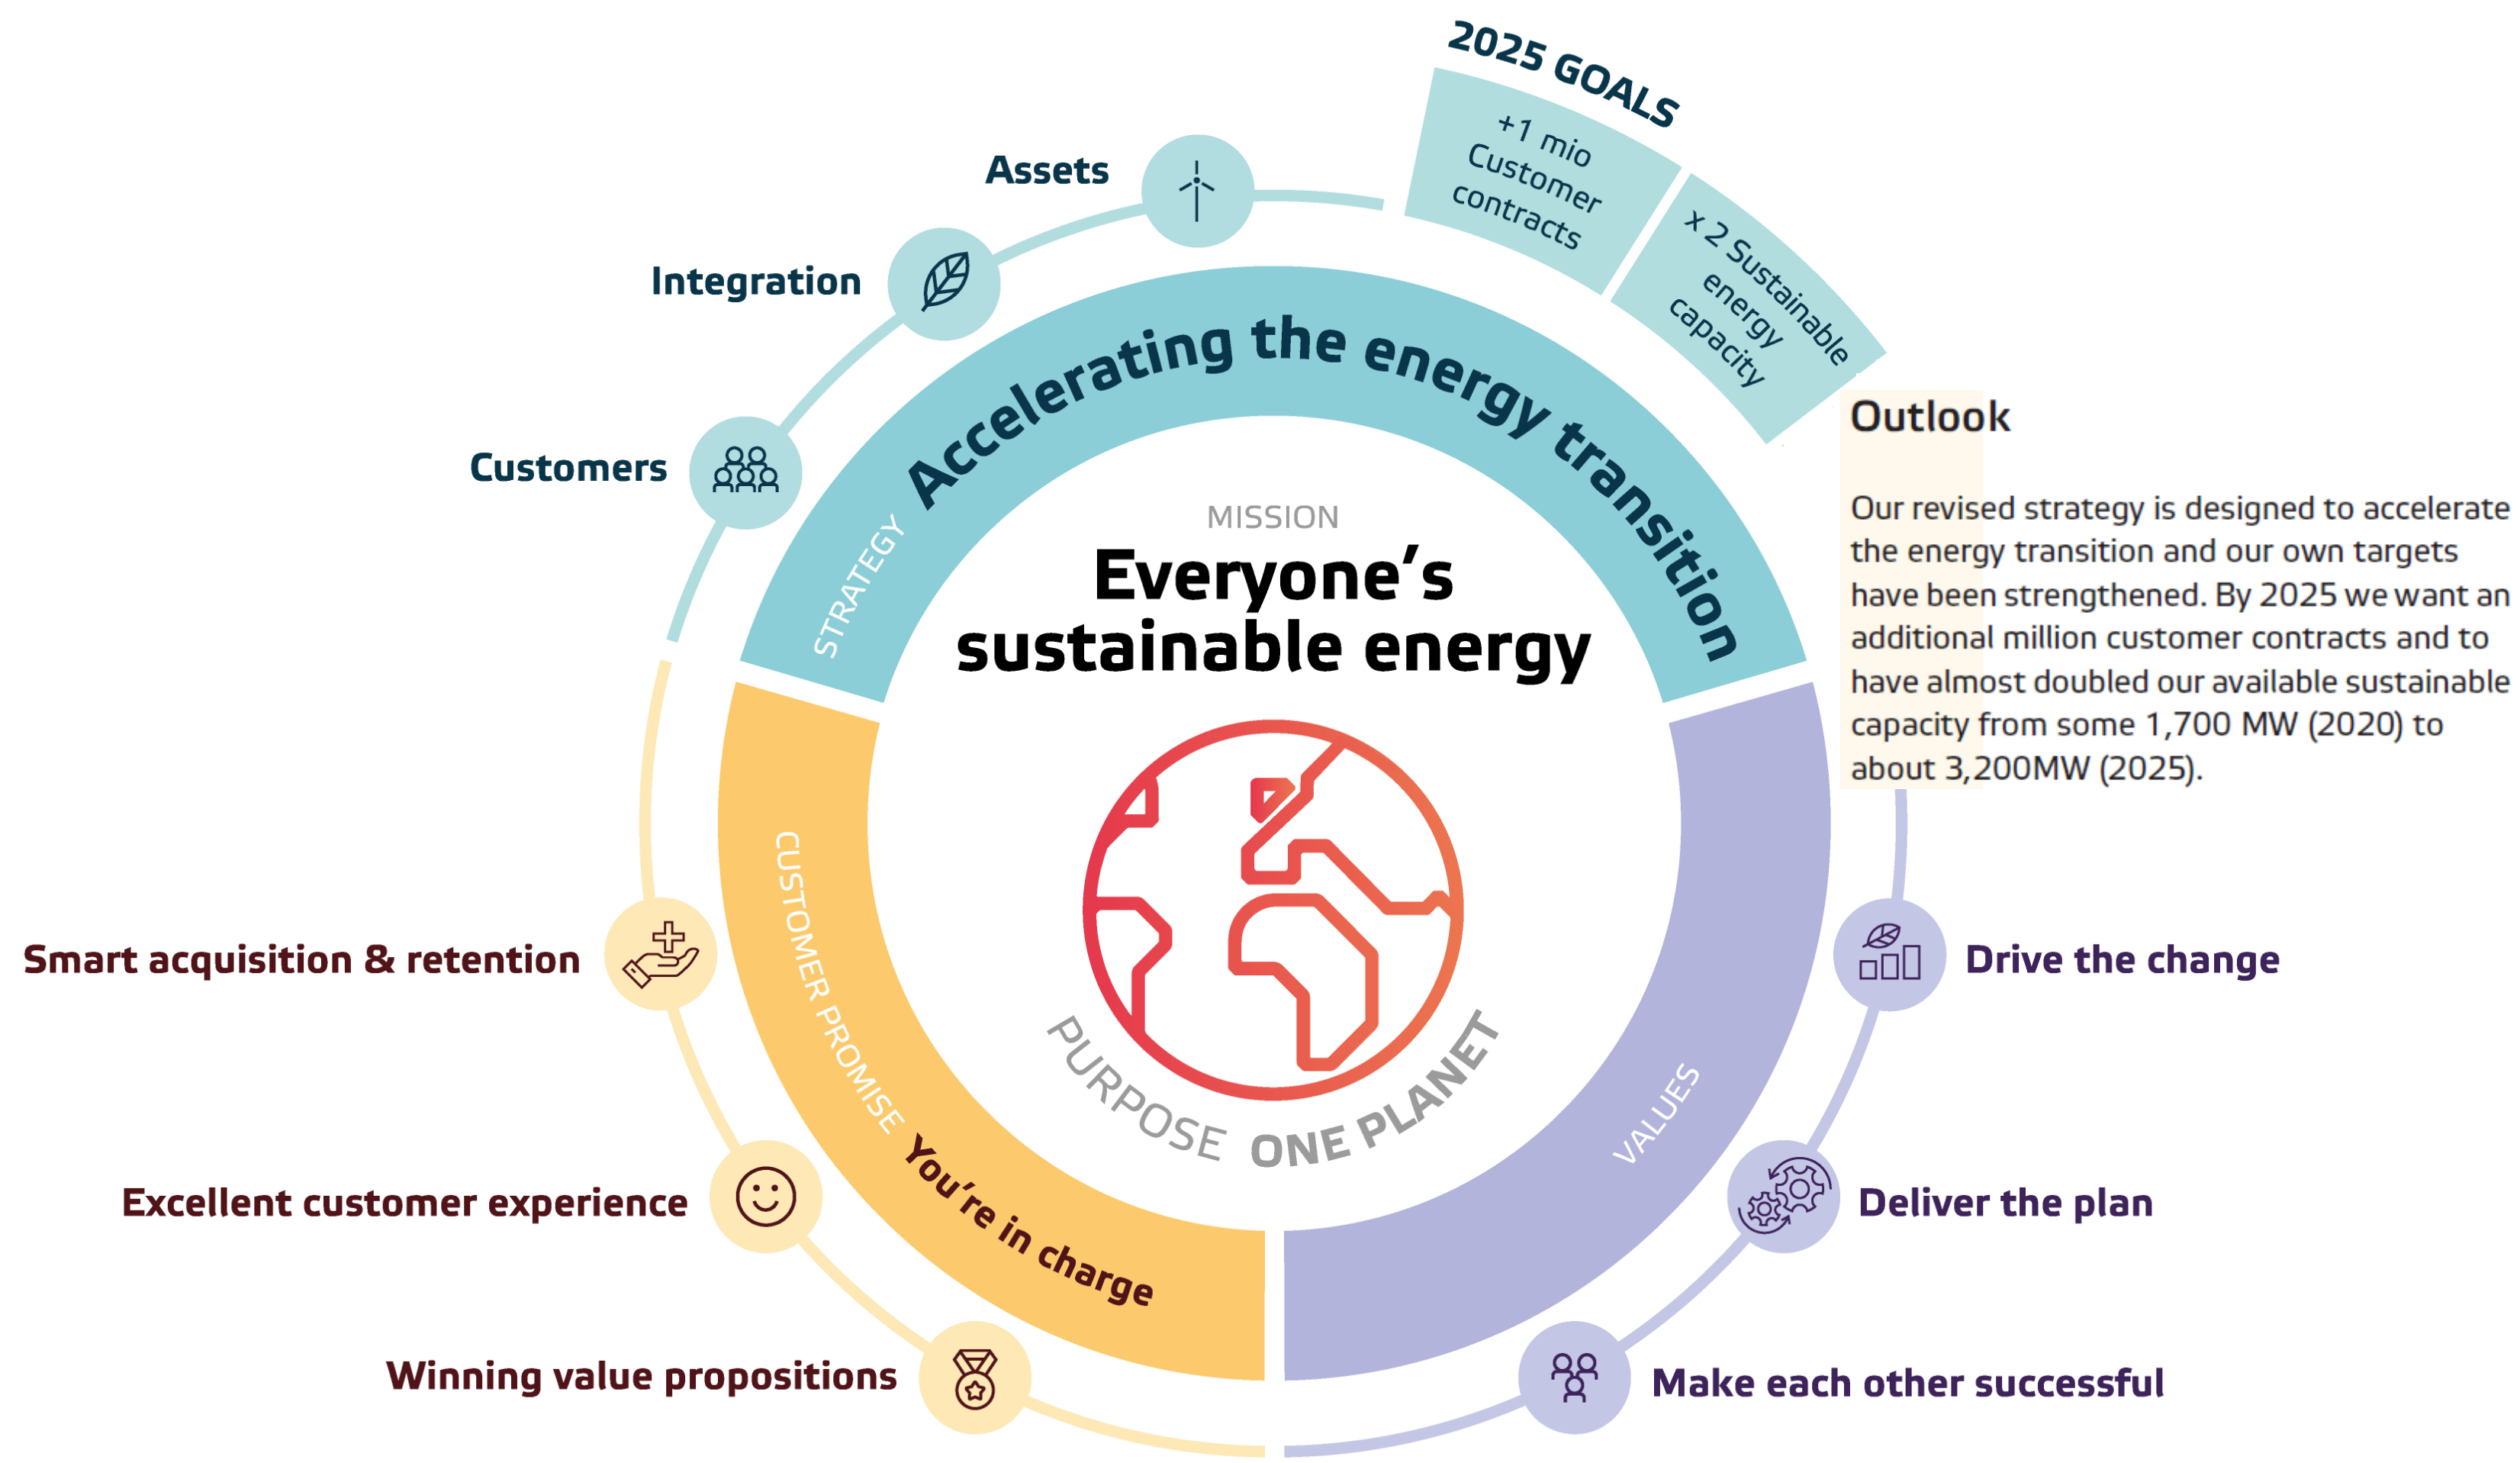 2025 GOALS
+1 mio
Customer
contracts
x 2 Sustainable
energy
capacity
Assets
Integration
Customers
STRATEGY Accelerating the energy transition
MISSION
Everyone’s
sustainable energy
PURPOSE ONE PLANET
Outlook
Our revised strategy is designed to accelerate
the energy transition and our own targets
have been strengthened. By 2025 we want an
additional million customer contracts and to
have almost doubled our available sustainable
capacity from some 1,700 MW (2020) to
about 3,200MW (2025).
CUSTOMER PROMISE You’re in charge
Smart acquisition & retention
Excellent customer experience
Winning value propositions
VALUES
Drive the change
Deliver the plan
Make each other successful